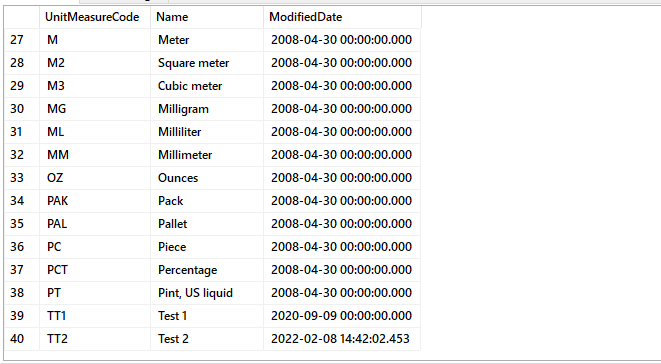 UnitMeasureCode Name ModifiedDate
27 M Meter 2008-04-30 00:00:00.000
28 M2 Square meter 2008-04-30 00:00:00.000
29 M3 Cubic meter 2008-04-30 00:00:00.000
30 MG Milligram 2008-04-30 00:00:00.000
31 ML Milliliter 2008-04-30 00:00:00.000
32 MM Millimeter 2008-04-30 00:00:00.000
33 OZ Ounces 2008-04-30 00:00:00.000
34 PAK Pack 2008-04-30 00:00:00.000
35 PAL Pallet 2008-04-30 00:00:00.000
36 PC Piece 2008-04-30 00:00:00.000
37 PCT Percentage 2008-04-30 00:00:00.000
38 PT Pint, US liquid 2008-04-30 00:00:00.000
39 TT1 Test 1 2020-09-09 00:00:00.000
40 TT2 Test 2 2022-02-08 14:42:02.453